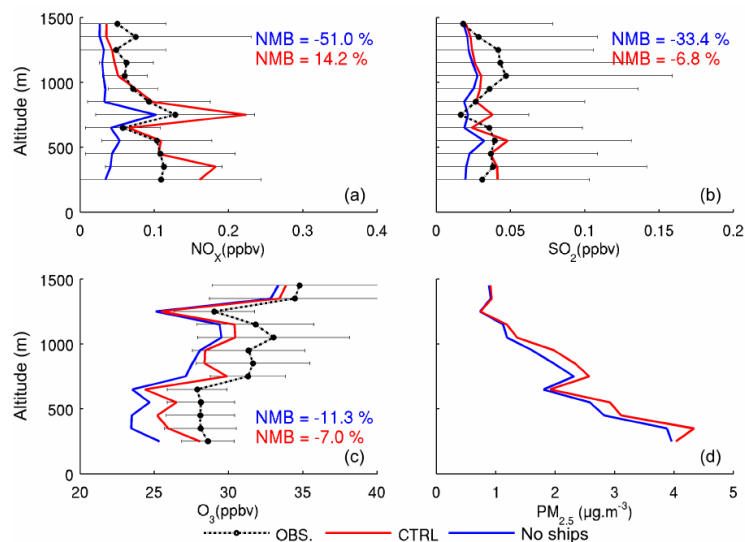 1500
1000
500
0
Altitude (m)
NMB = -51.0 %
NMB = 14.2 %
(a)
0 0.1 0.2 0.3 0.4
NOX(ppbv)
NMB = -33.4 %
NMB = -6.8 %
(b)
0 0.05 0.1 0.15 0.2
SO2(ppbv)
1500
1000
500
0
Altitude (m)
NMB = -11.3 %
NMB = -7.0 %
(c)
20 25 30 35 40
O3(ppbv)
(d)
0 1 2 3 4 5
PM2.5 (µg.m-3)
OBS. CTRL No ships